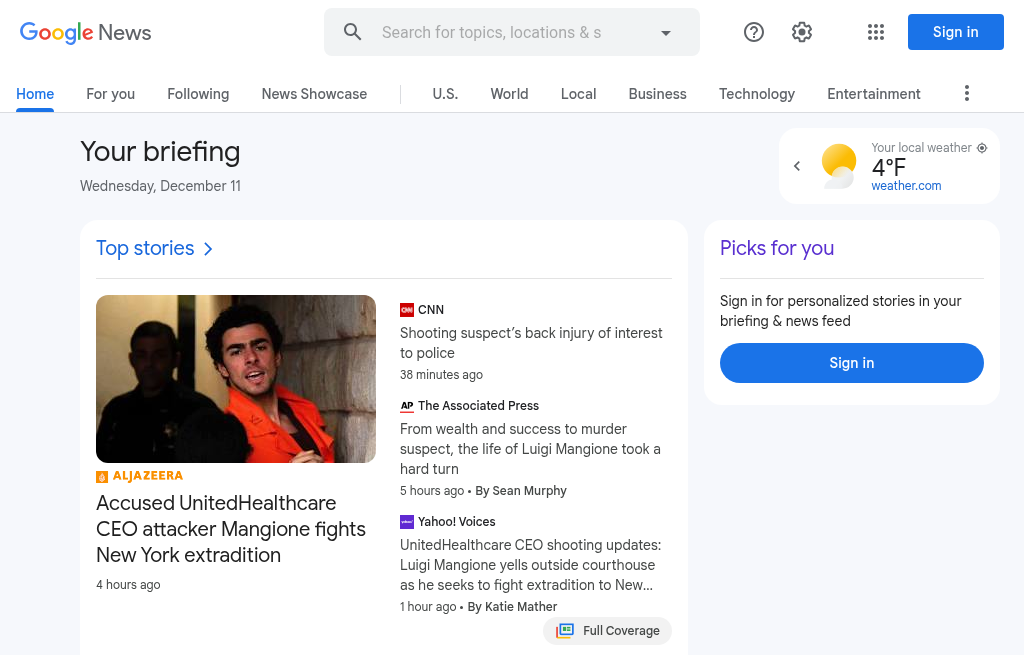 Google News
Search for topics, locations & s
Sign in
Home
For you
Following
News Showcase
U.S.
World
Local
Business
Technology
Entertainment
Your briefing
Wednesday, December 11
Your local weather
4°F
weather.com
Top stories
Picks for you
Sign in for personalized stories in your
briefing & news feed
Sign in
ALJAZEERA
Accused UnitedHealthcare
CEO attacker Mangione fights
New York extradition
4 hours ago
CNN
CNN
Shooting suspect’s back injury of interest
to police
38 minutes ago
AP
The Associated Press
From wealth and success to murder
suspect, the life of Luigi Mangione took a
hard turn
5 hours ago • By Sean Murphy
yahoo!
Yahoo! Voices
UnitedHealthcare CEO shooting updates:
Luigi Mangione yells outside courthouse
as he seeks to fight extradition to New…
1 hour ago • By Katie Mather
Full Coverage